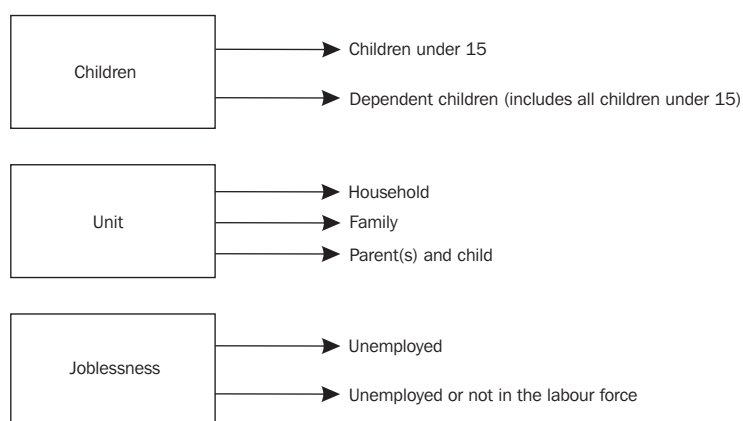 Children
Children under 15
Dependent children (includes all children under 15)
Unit
Household
Family
Parent(s) and child
Joblessness
Unemployed
Unemployed or not in the labour force